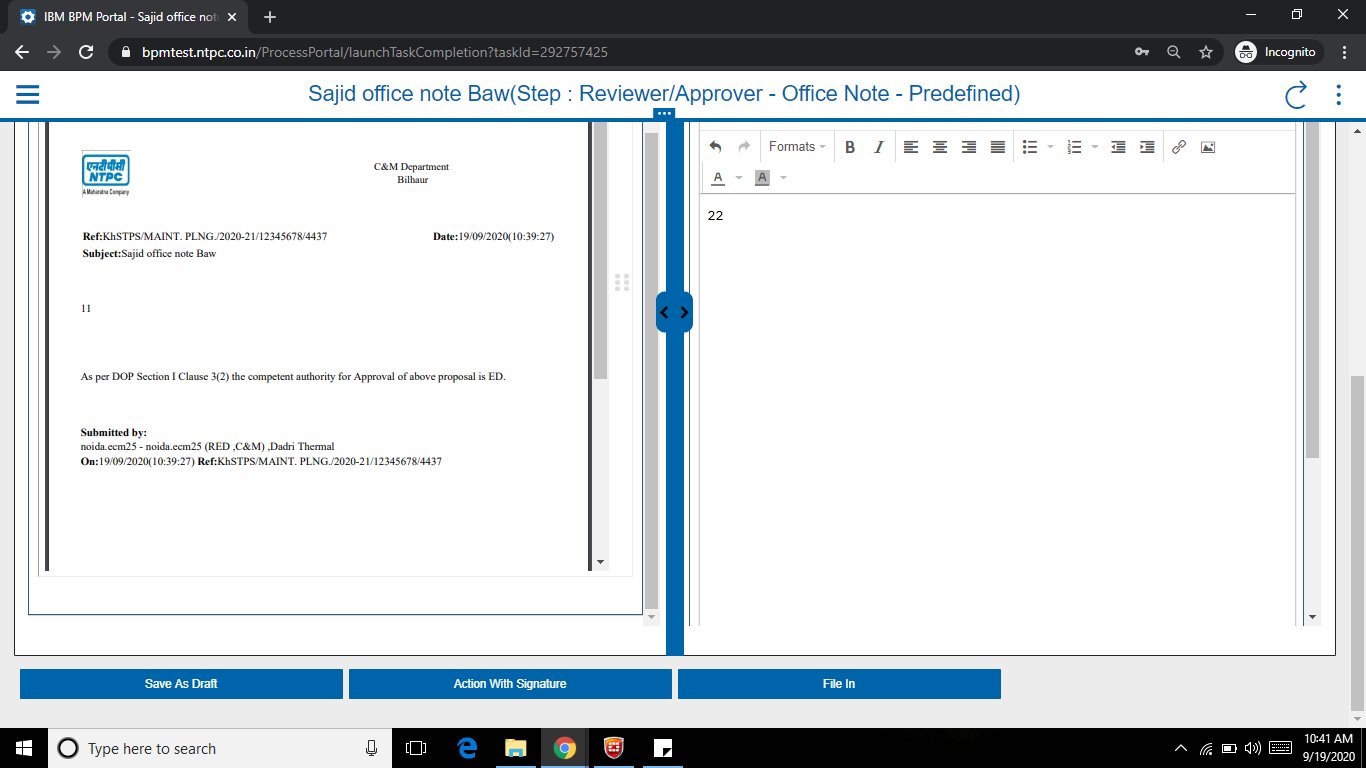 IBM BPM Portal - Sajid office not
bpmtest.ntpc.co.in/ProcessPortal/launchTaskCompletion?taskId=292757425
Incognito
Sajid office note Baw(Step : Reviewer/Approver - Office Note - Predefined)
एनटीपीसी
NTPC
A Maharatna Company
C&M Department
Bilhaur
Ref:KhSTPS/MAINT. PLNG./2020-21/12345678/4437 Date:19/09/2020(10:39:27)
Subject:Sajid office note Baw
11
As per DOP Section I Clause 3(2) the competent authority for Approval of above proposal is ED.
Submitted by:
noida.ecm25 - noida.ecm25 (RED ,C&M) ,Dadri Thermal
On:19/09/2020(10:39:27) Ref:KhSTPS/MAINT. PLNG./2020-21/12345678/4437
Formats B I
A A
22
Save As Draft Action With Signature File In
Type here to search
10:41 AM
9/19/2020